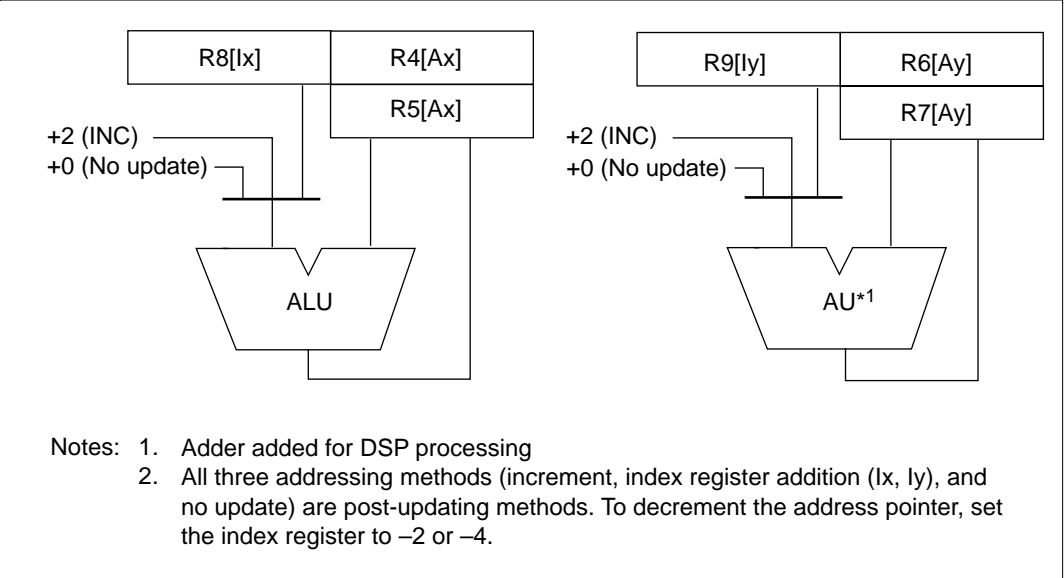 R8[Ix]
R4[Ax]
R5[Ax]
+2 (INC)
+0 (No update)
ALU
R9[Iy]
R6[Ay]
R7[Ay]
+2 (INC)
+0 (No update)
AU*1
Notes: 1. Adder added for DSP processing
2. All three addressing methods (increment, index register addition (Ix, Iy), and
no update) are post-updating methods. To decrement the address pointer, set
the index register to –2 or –4.